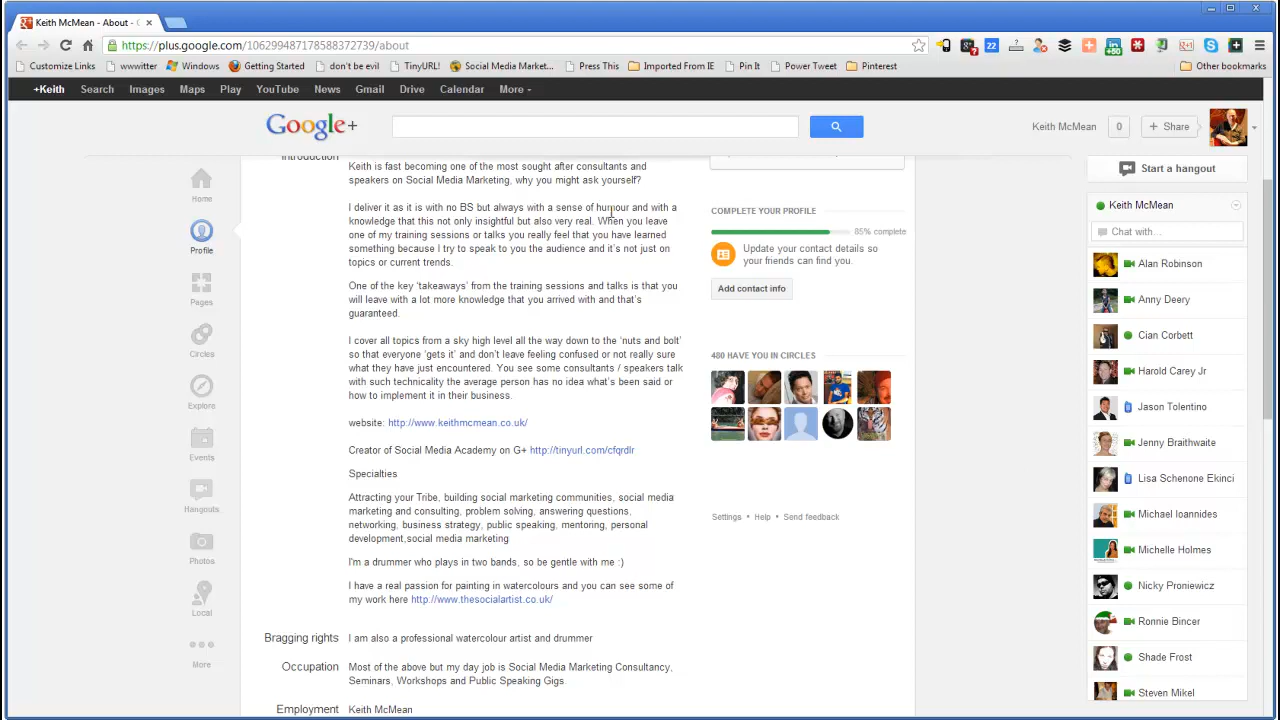 Keith McMean - About - G
https://plus.google.com/106299487178588372739/about
Customize Links wwwitter Windows Getting Started don't be evil TinyURL! Social Media Market... Press This Imported From IE Pin It Power Tweet Pinterest Other bookmarks
+Keith Search Images Maps Play YouTube News Gmail Drive Calendar More
Google+
Keith McMean 0 + Share
Home
Profile
Pages
Circles
Explore
Events
Hangouts
Photos
Local
More
Introduction
Keith is fast becoming one of the most sought after consultants and
speakers on Social Media Marketing, why you might ask yourself?
I deliver it as it is with no BS but always with a sense of humour and with a
knowledge that this not only insightful but also very real. When you leave
one of my training sessions or talks you really feel that you have learned
something because I try to speak to you the audience and it's not just on
topics or current trends.
One of the key 'takeaways' from the training sessions and talks is that you
will leave with a lot more knowledge that you arrived with and that's
guaranteed.
I cover all topics from a sky high level all the way down to the 'nuts and bolt'
so that everyone 'gets it' and don't leave feeling confused or not really sure
what they have just encountered. You see some consultants / speakers talk
with such technicality the average person has no idea what's been said or
how to implement it in their business.
website: http://www.keithmcmean.co.uk/
Creator of Social Media Academy on G+ http://tinyurl.com/cfqrdlr
Specialties
Attracting your Tribe, building social marketing communities, social media
marketing and consulting, problem solving, answering questions,
networking, business strategy, public speaking, mentoring, personal
development,social media marketing
I'm a drummer who plays in two bands, so be gentle with me :)
I have a real passion for painting in watercolours and you can see some of
my work here http://www.thesocialartist.co.uk/
Bragging rights I am also a professional watercolour artist and drummer
Occupation Most of the above but my day job is Social Media Marketing Consultancy,
Seminars, Workshops and Public Speaking Gigs.
Employment Keith McMean
COMPLETE YOUR PROFILE
85% complete
Update your contact details so
your friends can find you.
Add contact info
480 HAVE YOU IN CIRCLES
Settings • Help • Send feedback
Start a hangout
Keith McMean
Chat with...
Alan Robinson
Anny Deery
Cian Corbett
Harold Carey Jr
Jason Tolentino
Jenny Braithwaite
Lisa Schenone Ekinci
Michael Ioannides
Michelle Holmes
Nicky Proniewicz
Ronnie Bincer
Shade Frost
Steven Mikel